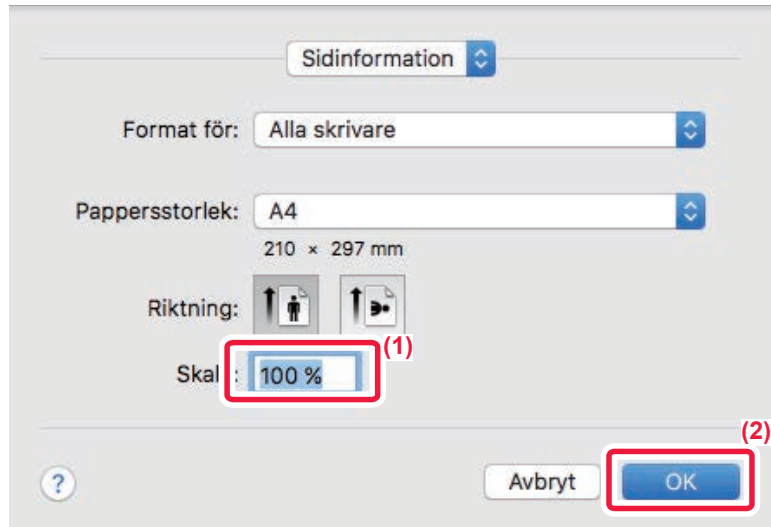 Sidinformation
Format för: Alla skrivare
Pappersstorlek: A4
210 × 297 mm
Riktning:
(1)
Skal : 100 %
(2)
? Avbryt OK